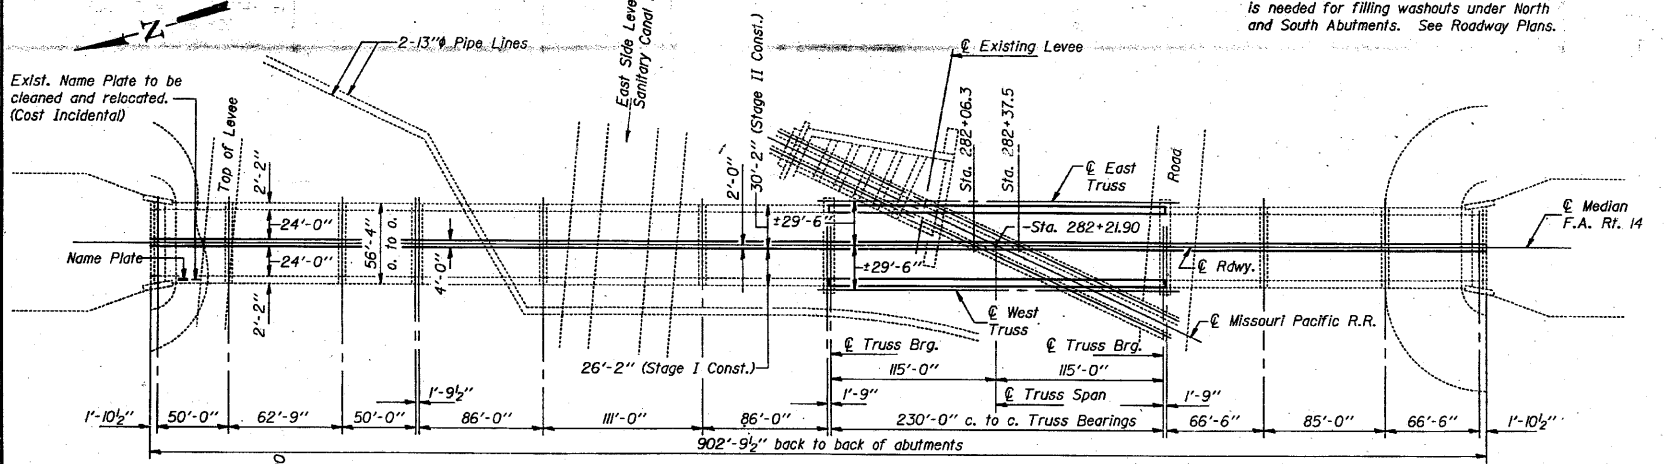 is needed for filling washouts under North
and South Abutments. See Roadway Plans.
N
2-13"ϕ Pipe Lines
East Side Levee
Sanitary Canal
30'-2" (Stage II Const.)
℄ Existing Levee
Exist. Name Plate to be
cleaned and relocated.
(Cost Incidental)
Top of Levee
2'-2"
2'-0"
Sta. 282+06.3
Sta. 282+37.5
℄ East
Truss
Road
℄ Median
F.A. Rt. 14
24'-0"
56'-4"
o. to o.
±29'-6"
Sta. 282+21.90
Name Plate
24'-0"
4'-0"
±29'-6"
℄ Rdwy.
2'-2"
℄ West
Truss
℄ Missouri Pacific R.R.
26'-2" (Stage I Const.)
℄ Truss Brg.
℄ Truss Brg.
115'-0"
115'-0"
1'-9½"
1'-9"
℄ Truss Span
1'-9"
1'-10½"
50'-0"
62'-9"
50'-0"
86'-0"
111'-0"
86'-0"
230'-0" c. to c. Truss Bearings
66'-6"
85'-0"
66'-6"
1'-10½"
902'-9½" back to back of abutments